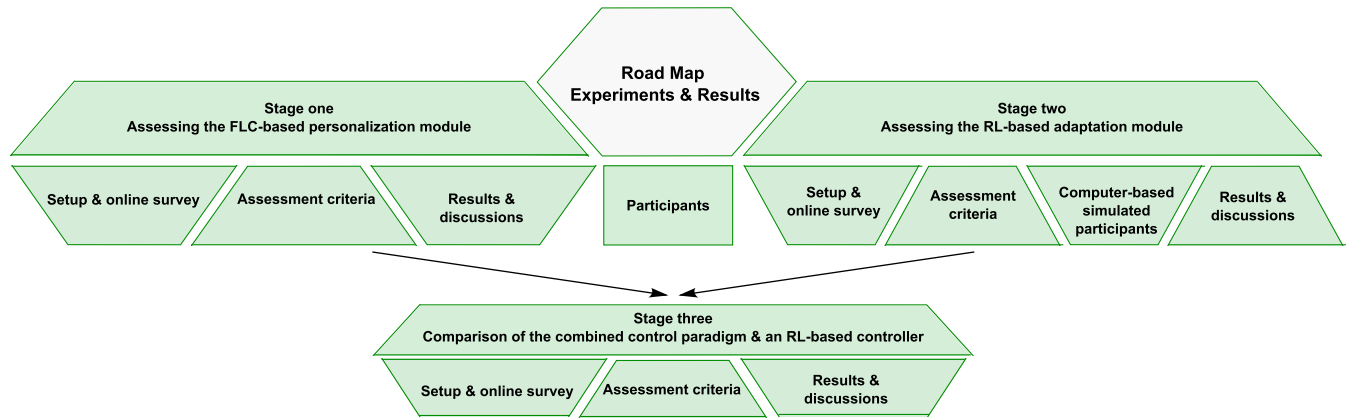 Road Map
Experiments & Results
Stage one
Assessing the FLC-based personalization module
Setup & online survey
Assessment criteria
Results &
discussions
Participants
Stage two
Assessing the RL-based adaptation module
Setup &
online survey
Assessment
criteria
Computer-based
simulated
participants
Results &
discussions
Stage three
Comparison of the combined control paradigm & an RL-based controller
Setup & online survey
Assessment criteria
Results &
discussions